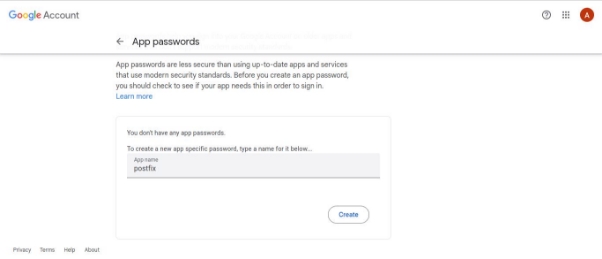 Google Account
A
App passwords
App passwords are less secure than using up-to-date apps and services
that use modern security standards. Before you create an app password,
you should check to see if your app needs this in order to sign in.
Learn more
You don't have any app passwords.
To create a new app specific password, type a name for it below...
App name
postfix
Create
Privacy Terms Help About